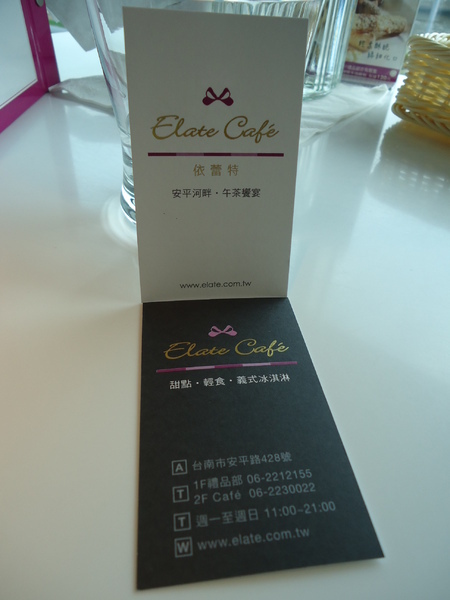 Elate Café
依蕾特
安平河畔・午茶饗宴
www.elate.com.tw
Elate Café
甜點・輕食・義式冰淇淋
A 台南市安平路428號
T 1F禮品部 06-2212155
2F Café 06-2230022
T 週一至週日 11:00~21:00
W www.elate.com.tw